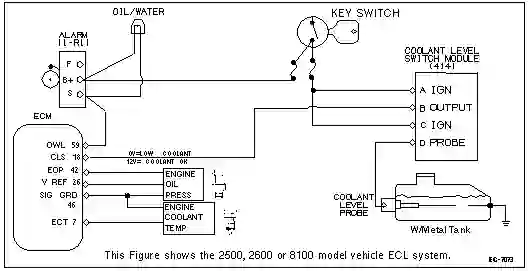 OIL/WATER
KEY SWITCH
ALARM
(I-R1)
F
B+
S
COOLANT LEVEL
SWITCH MODULE
(414)
A IGN
B OUTPUT
C IGN
D PROBE
ECM
OWL 59
CLS 18
EOP 42
V REF 26
SIG GRD
46
ECT 7
0V=LOW COOLANT
12V= COOLANT OK
ENGINE
OIL
PRESS
ENGINE
COOLANT
TEMP
COOLANT
LEVEL
PROBE
W/Metal Tank
This Figure shows the 2500, 2600 or 8100 model vehicle ECL system.
EG-7073